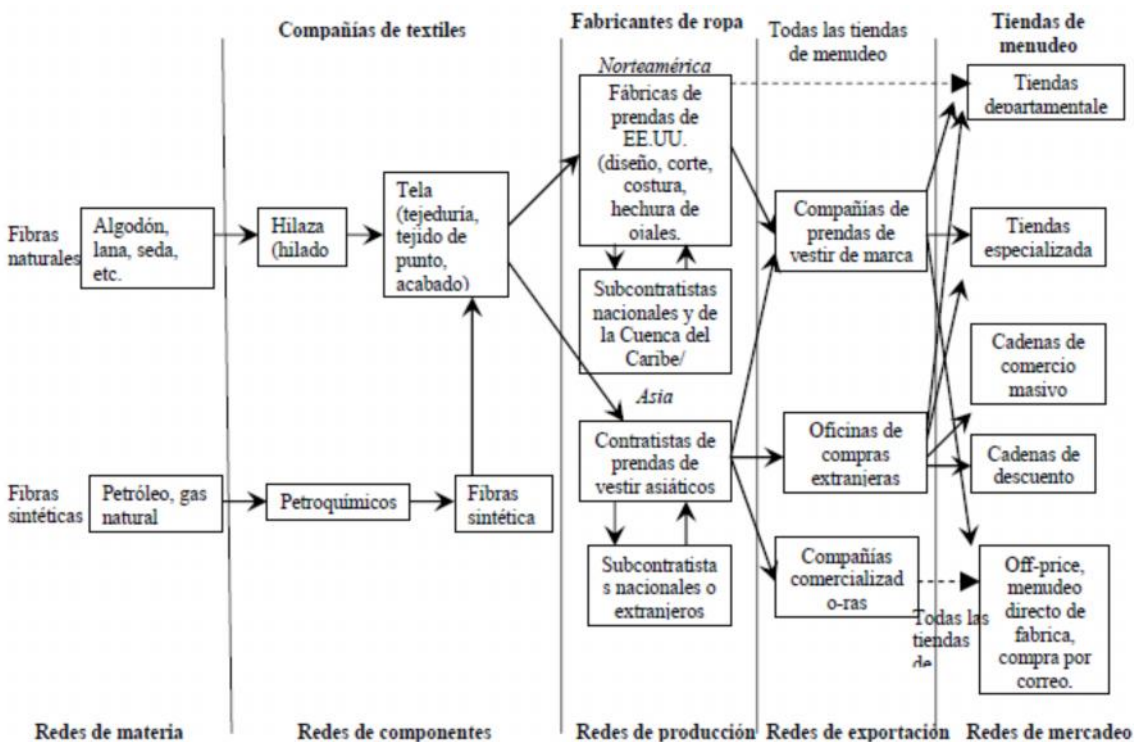 Compañías de textiles
Fabricantes de ropa
Todas las tiendas
de menudeo
Tiendas de
menudeo
Fibras
naturales
Algodón,
lana, seda,
etc.
Hilaza
(hilado
Tela
(tejeduría,
tejido de
punto,
acabado)
Norteamérica
Fábricas de
prendas de
EE.UU.
(diseño, corte,
costura,
hechura de
ojales.
Subcontratistas
nacionales y de
la Cuenca del
Caribe/
Compañías de
prendas de
vestir de marca
Tiendas
departamentale
Tiendas
especializada
Cadenas de
comercio
masivo
Cadenas de
descuento
Fibras
sintéticas
Petróleo, gas
natural
Petroquímicos
Fibras
sintética
Asia
Contratistas de
prendas de
vestir asiáticos
Subcontratista
s nacionales o
extranjeros
Oficinas de
compras
extranjeras
Compañías
comercializad
o-ras
Todas las
tiendas
de
Off-price,
menudeo
directo de
fabrica,
compra por
correo.
Redes de materia
Redes de componentes
Redes de producción
Redes de exportación
Redes de mercadeo